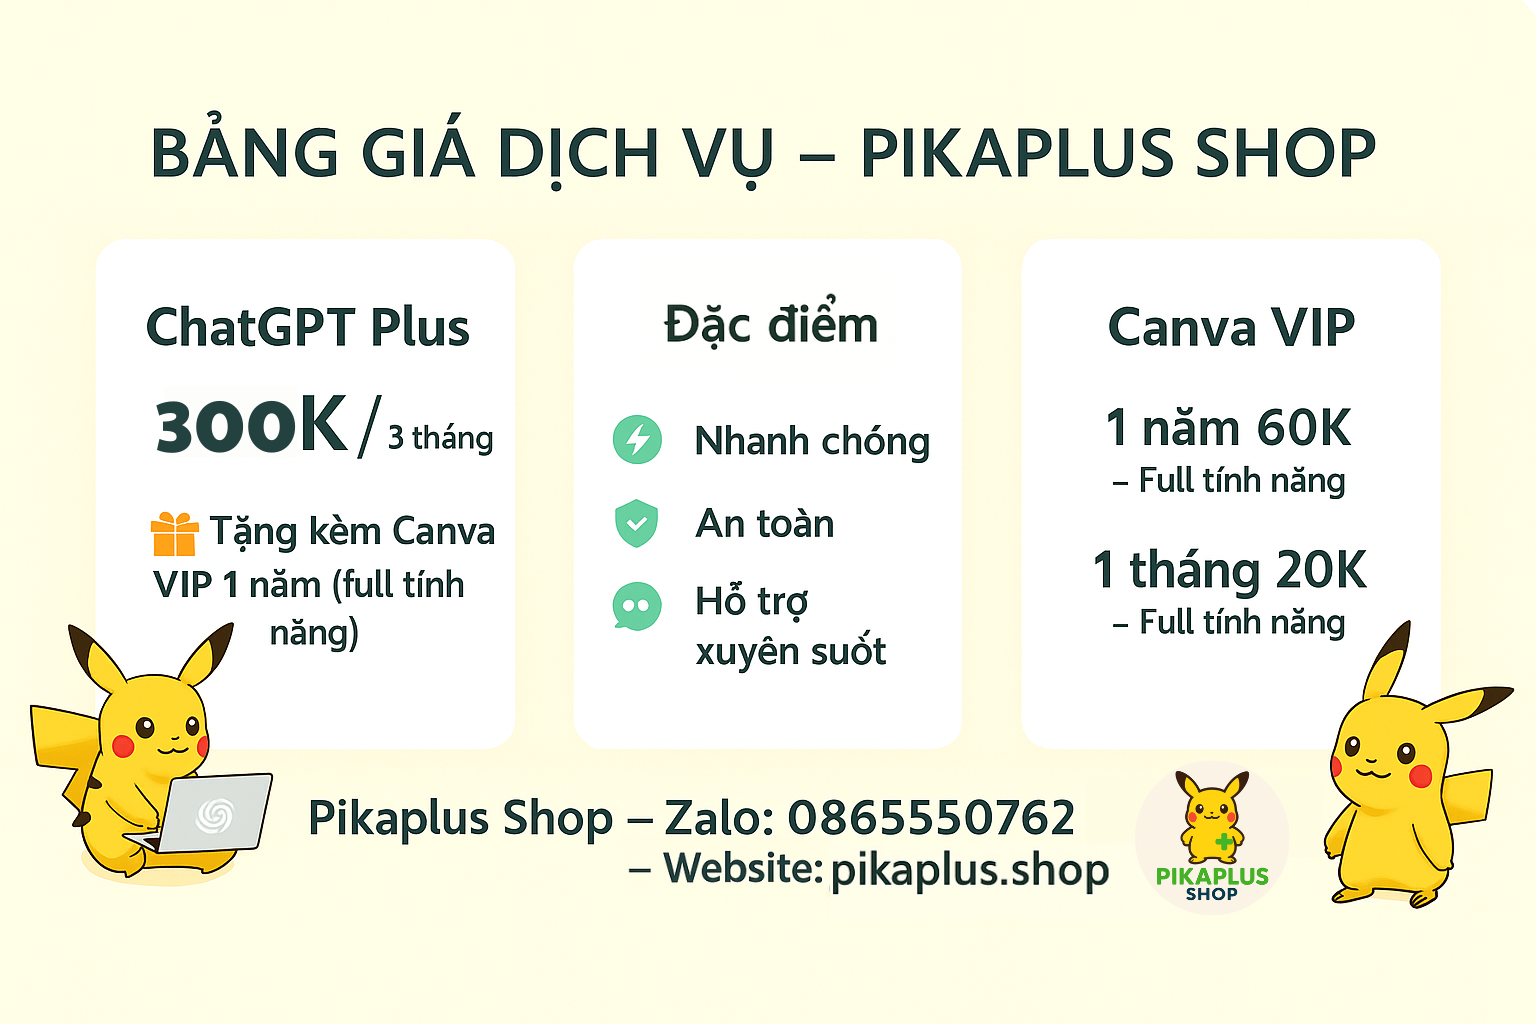 BẢNG GIÁ DỊCH VỤ – PIKAPLUS SHOP
ChatGPT Plus
300K / 3 tháng
Tặng kèm Canva
VIP 1 năm (full tính
năng)
Đặc điểm
Nhanh chóng
An toàn
Hỗ trợ
xuyên suốt
Canva VIP
1 năm 60K
– Full tính năng
1 tháng 20K
– Full tính năng
Pikaplus Shop – Zalo: 0865550762
– Website: pikaplus.shop
PIKAPLUS
SHOP